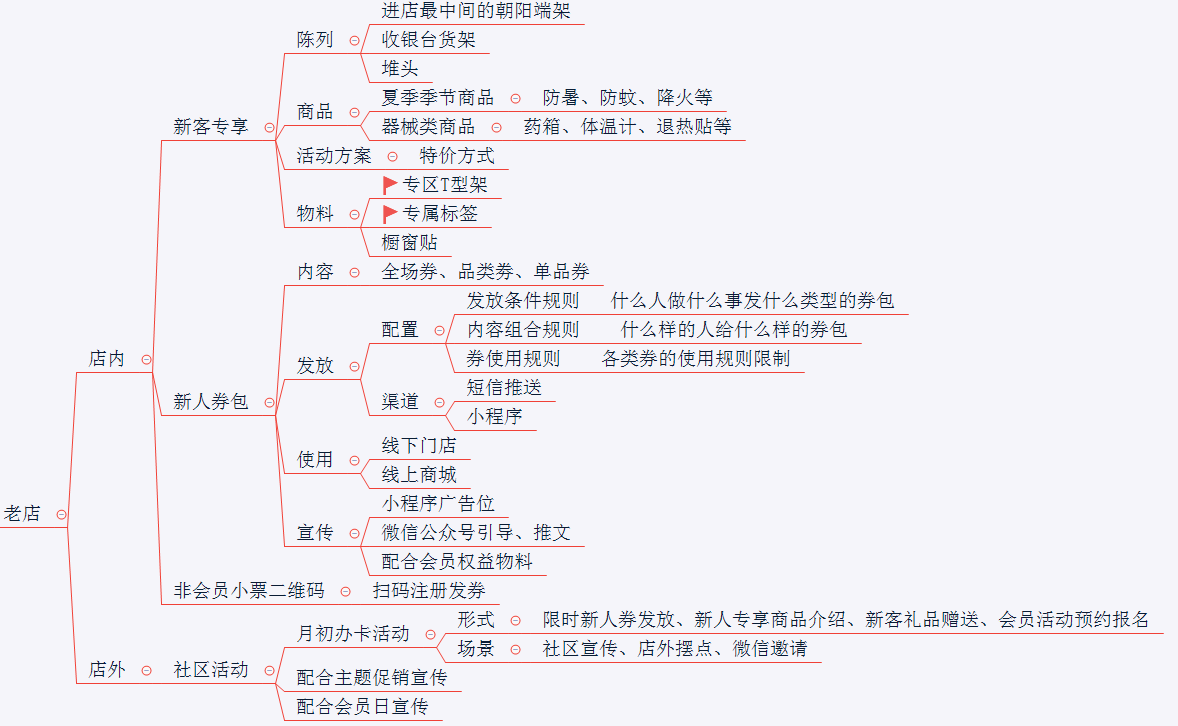 进店最中间的朝阳端架
陈列
收银台货架
堆头
夏季季节商品
防暑、防蚊、降火等
商品
器械类商品
药箱、体温计、退热贴等
新客专享
活动方案
特价方式
专区T型架
物料
专属标签
橱窗贴
内容
全场券、品类券、单品券
发放条件规则
什么人做什么事发什么类型的券包
配置
内容组合规则
什么样的人给什么样的券包
店内
发放
券使用规则
各类券的使用规则限制
新人券包
渠道
短信推送
小程序
使用
线下门店
线上商城
老店
小程序广告位
宣传
微信公众号引导、推文
配合会员权益物料
非会员小票二维码
扫码注册发券
月初办卡活动
形式
限时新人券发放、新人专享商品介绍、新客礼品赠送、会员活动预约报名
场景
社区宣传、店外摆点、微信邀请
店外
社区活动
配合主题促销宣传
配合会员日宣传